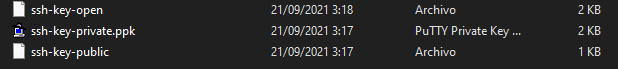 ssh-key-open 21/09/2021 3:18 Archivo 2 KB
ssh-key-private.ppk 21/09/2021 3:17 PuTTY Private Key ... 2 KB
ssh-key-public 21/09/2021 3:17 Archivo 1 KB